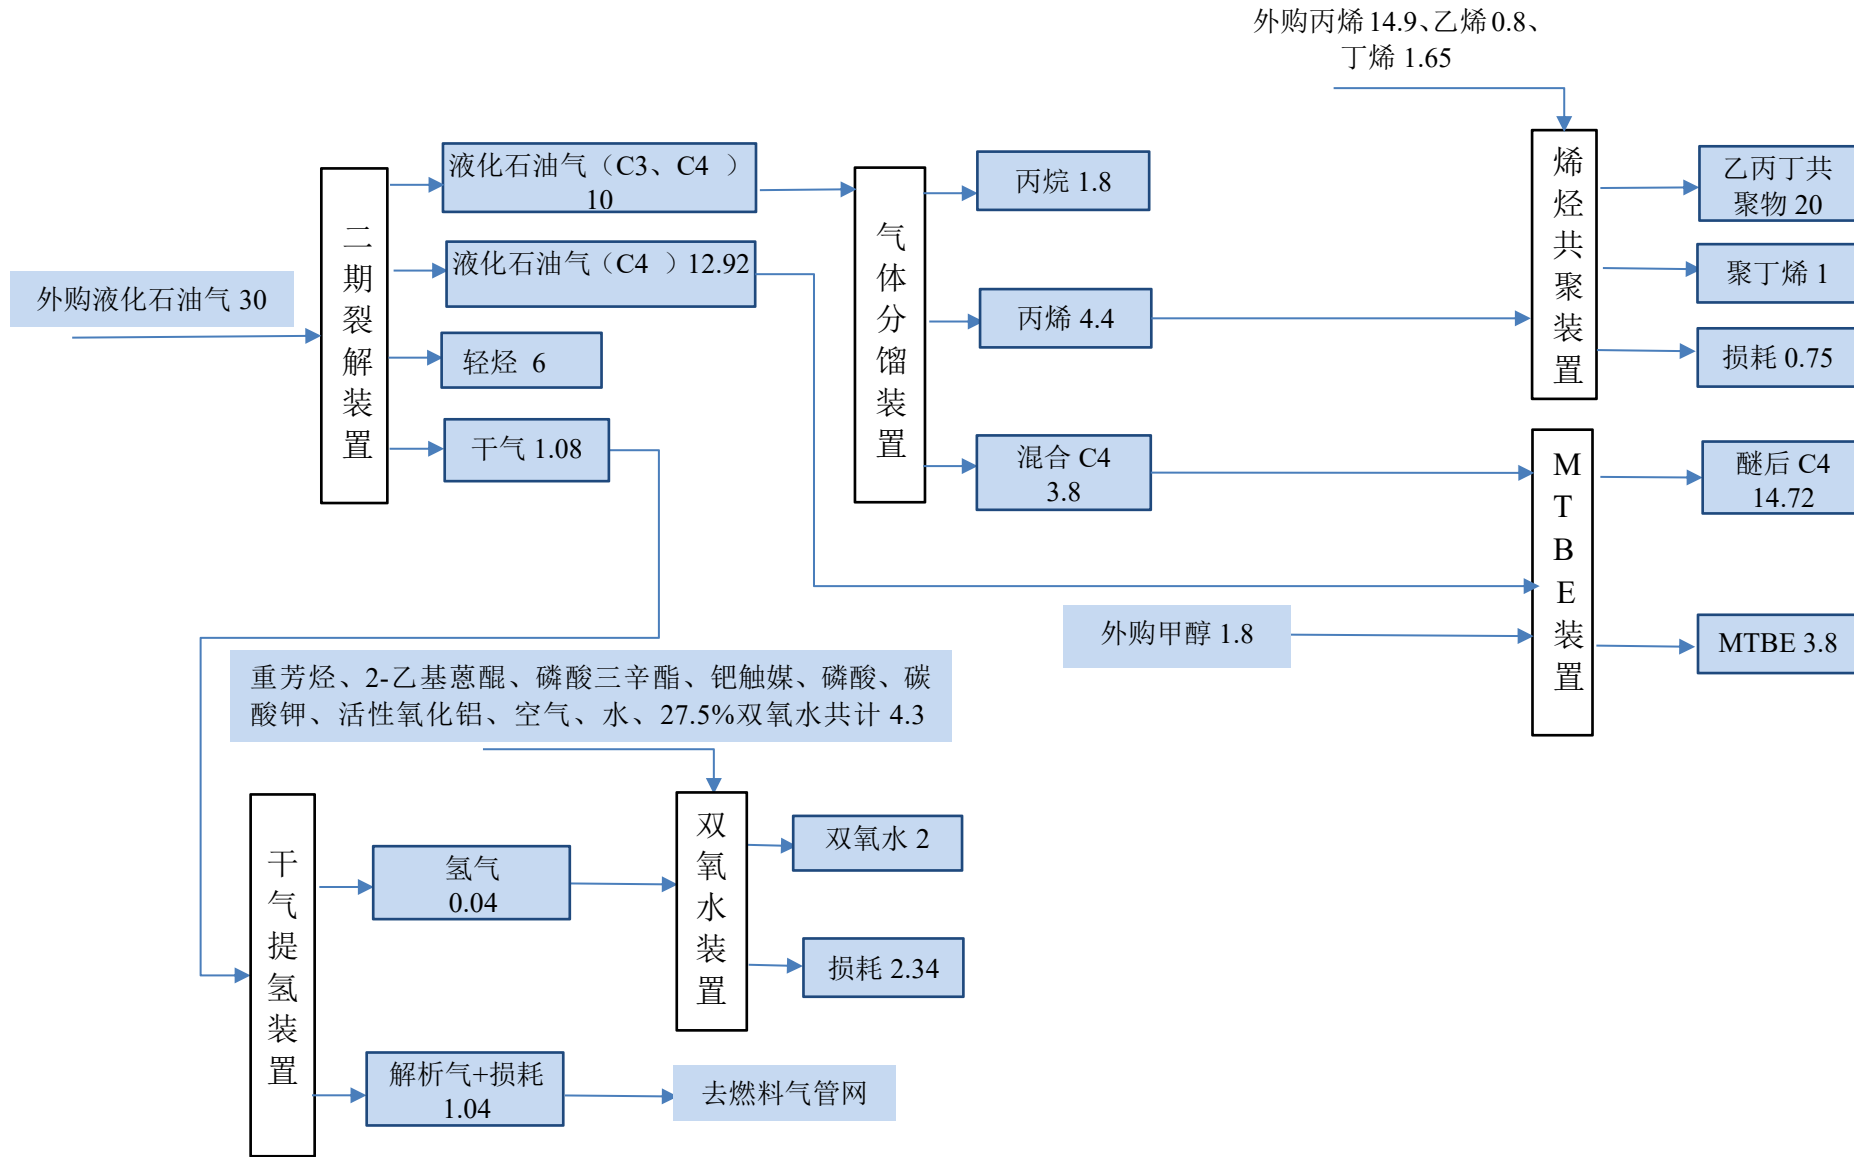 外购丙烯 14.9、乙烯 0.8、
丁烯 1.65
外购液化石油气 30
二期裂解装置
液化石油气（C3、C4 ）
10
液化石油气（C4 ）12.92
轻烃 6
干气 1.08
气体分馏装置
丙烷 1.8
丙烯 4.4
混合 C4
3.8
烯烃共聚装置
乙丙丁共
聚物 20
聚丁烯 1
损耗 0.75
MTBE装置
醚后 C4
14.72
外购甲醇 1.8
MTBE 3.8
重芳烃、2-乙基蒽醌、磷酸三辛酯、钯触媒、磷酸、碳
酸钾、活性氧化铝、空气、水、27.5%双氧水共计 4.3
干气提氢装置
氢气
0.04
双氧水装置
双氧水 2
损耗 2.34
解析气+损耗
1.04
去燃料气管网